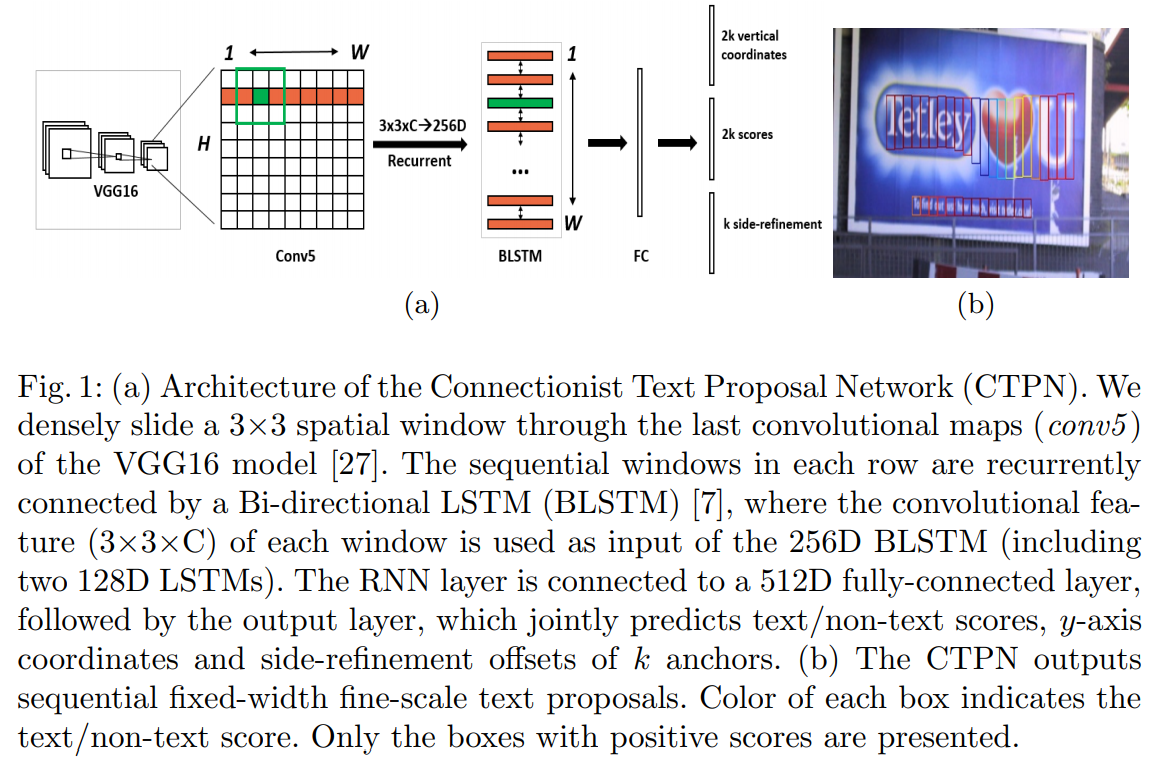 1 W
H
VGG16
Conv5
3x3xC→256D
Recurrent
1
...
W
BLSTM
FC
2k vertical
coordinates
2k scores
k side-refinement
Tetley U
(a)
(b)
Fig. 1: (a) Architecture of the Connectionist Text Proposal Network (CTPN). We
densely slide a 3×3 spatial window through the last convolutional maps (conv5)
of the VGG16 model [27]. The sequential windows in each row are recurrently
connected by a Bi-directional LSTM (BLSTM) [7], where the convolutional fea-
ture (3×3×C) of each window is used as input of the 256D BLSTM (including
two 128D LSTMs). The RNN layer is connected to a 512D fully-connected layer,
followed by the output layer, which jointly predicts text/non-text scores, y-axis
coordinates and side-refinement offsets of k anchors. (b) The CTPN outputs
sequential fixed-width fine-scale text proposals. Color of each box indicates the
text/non-text score. Only the boxes with positive scores are presented.